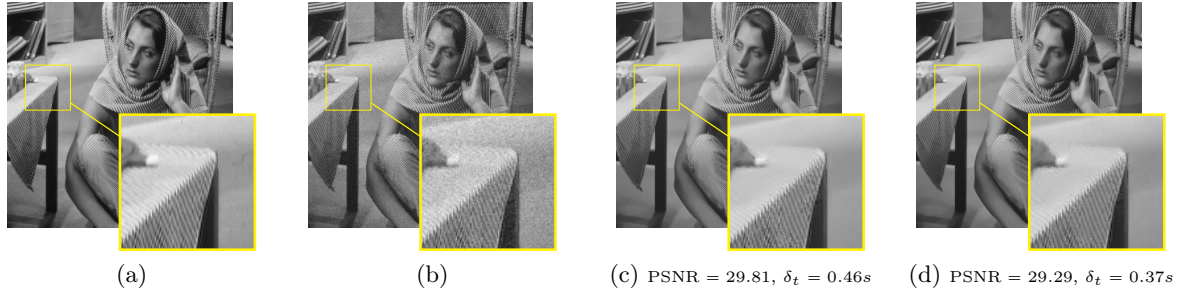 (a)
(b)
(c) PSNR = 29.81, δₜ = 0.46s
(d) PSNR = 29.29, δₜ = 0.37s